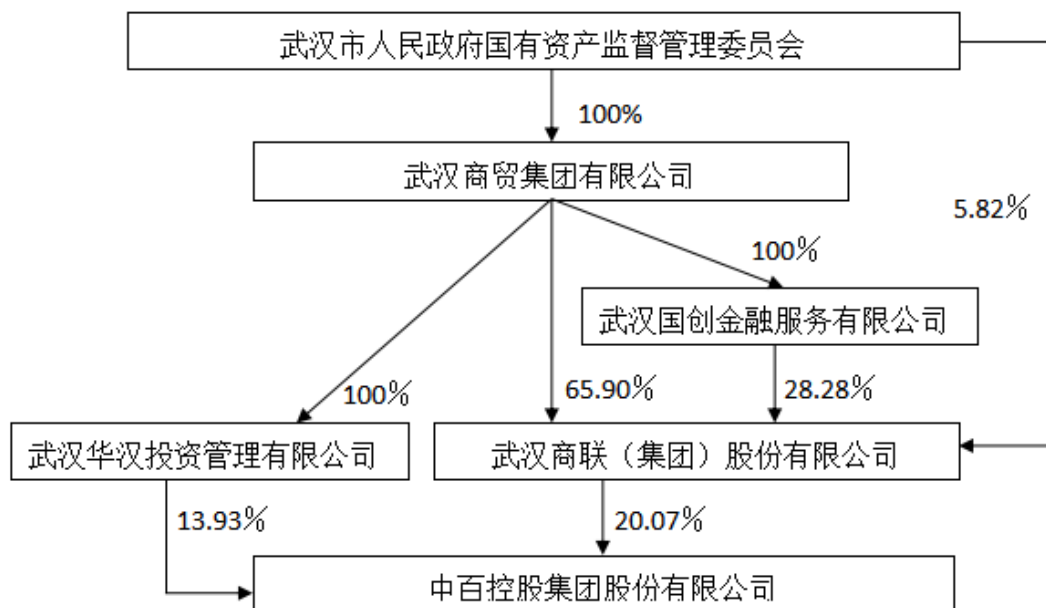 武汉市人民政府国有资产监督管理委员会
100%
武汉商贸集团有限公司
5.82%
100%
武汉国创金融服务有限公司
100%
65.90%
28.28%
武汉华汉投资管理有限公司
武汉商联（集团）股份有限公司
13.93%
20.07%
中百控股集团股份有限公司